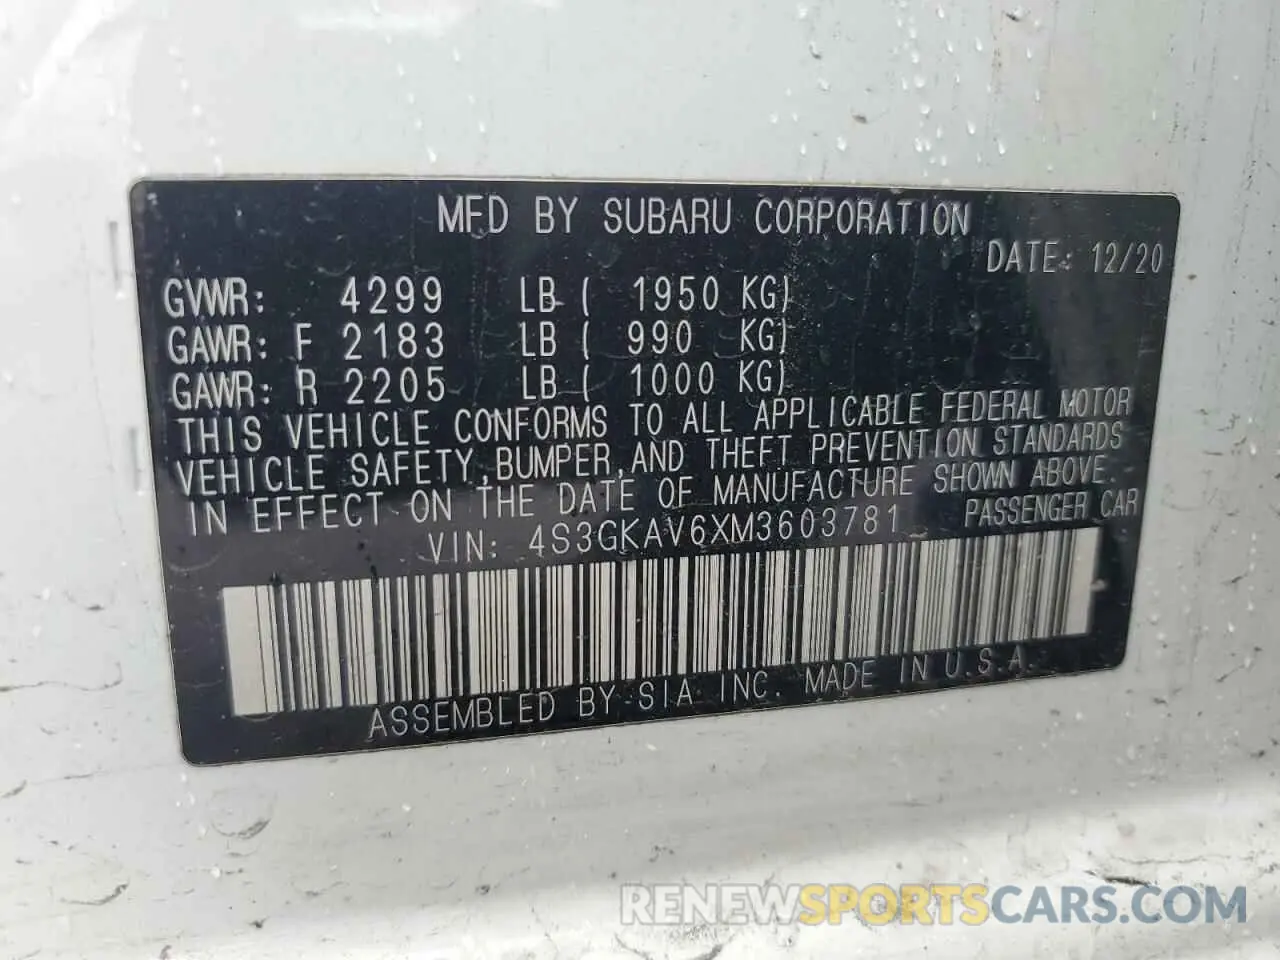 MFD BY SUBARU CORPORATION
DATE: 12/20
GVWR: 4299 LB ( 1950 KG)
GAWR: F 2183 LB ( 990 KG)
GAWR: R 2205 LB ( 1000 KG)
THIS VEHICLE CONFORMS TO ALL APPLICABLE FEDERAL MOTOR
VEHICLE SAFETY, BUMPER, AND THEFT PREVENTION STANDARDS
IN EFFECT ON THE DATE OF MANUFACTURE SHOWN ABOVE.
VIN: 4S3GKAV6XM3603781 PASSENGER CAR
ASSEMBLED BY SIA INC. MADE IN U.S.A.
RENEWSPORTSCARS.COM